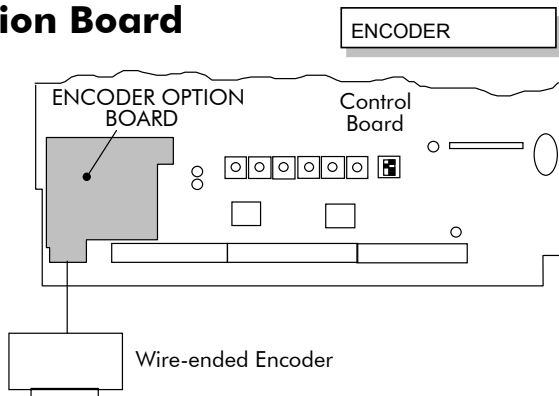 ion Board
ENCODER
ENCODER OPTION
BOARD
Control
Board
Wire-ended Encoder